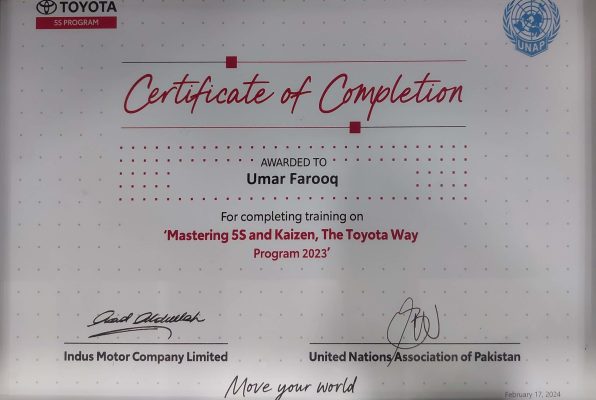 TOYOTA
5S PROGRAM
UNAP
Certificate of Completion
AWARDED TO
Umar Farooq
For completing training on
‘Mastering 5S and Kaizen, The Toyota Way
Program 2023’
Asad Abdullah
Indus Motor Company Limited
United Nations Association of Pakistan
Move your world
February 17, 2024